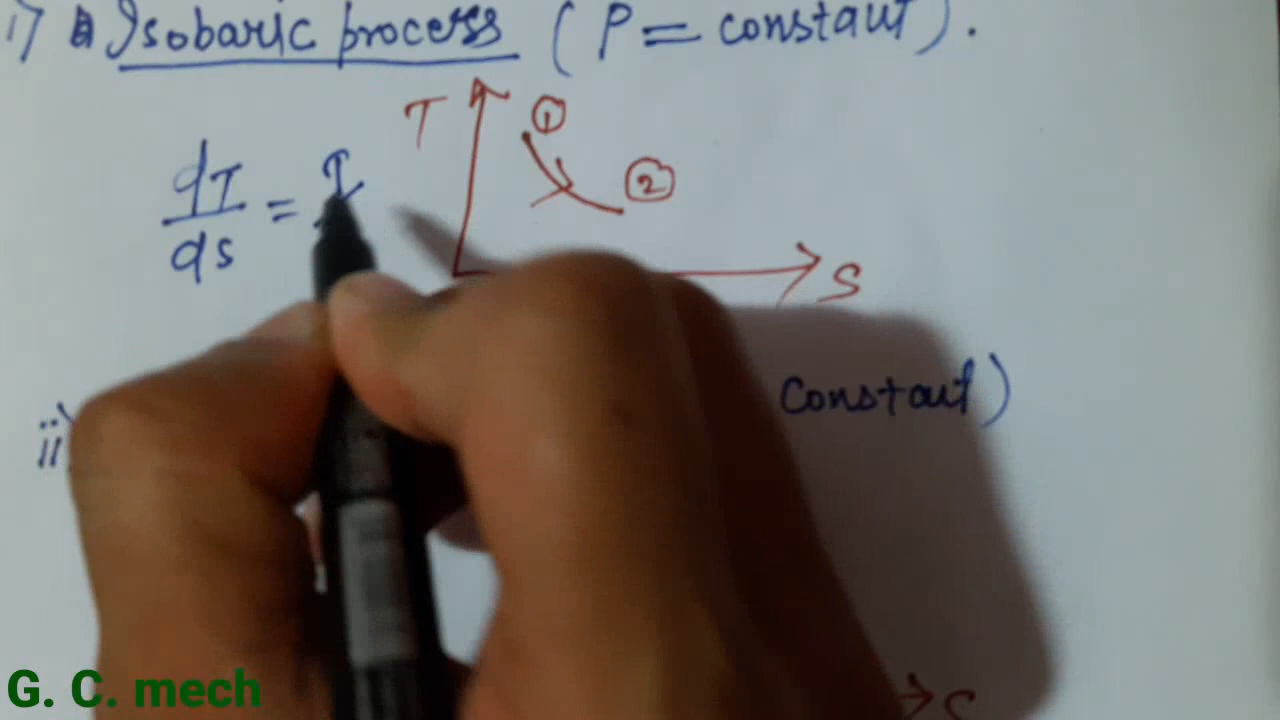 i) Isobaric process (P = constant).
T ①
dT/ds = T
②
S
constant)
ii)
S
G. C. mech